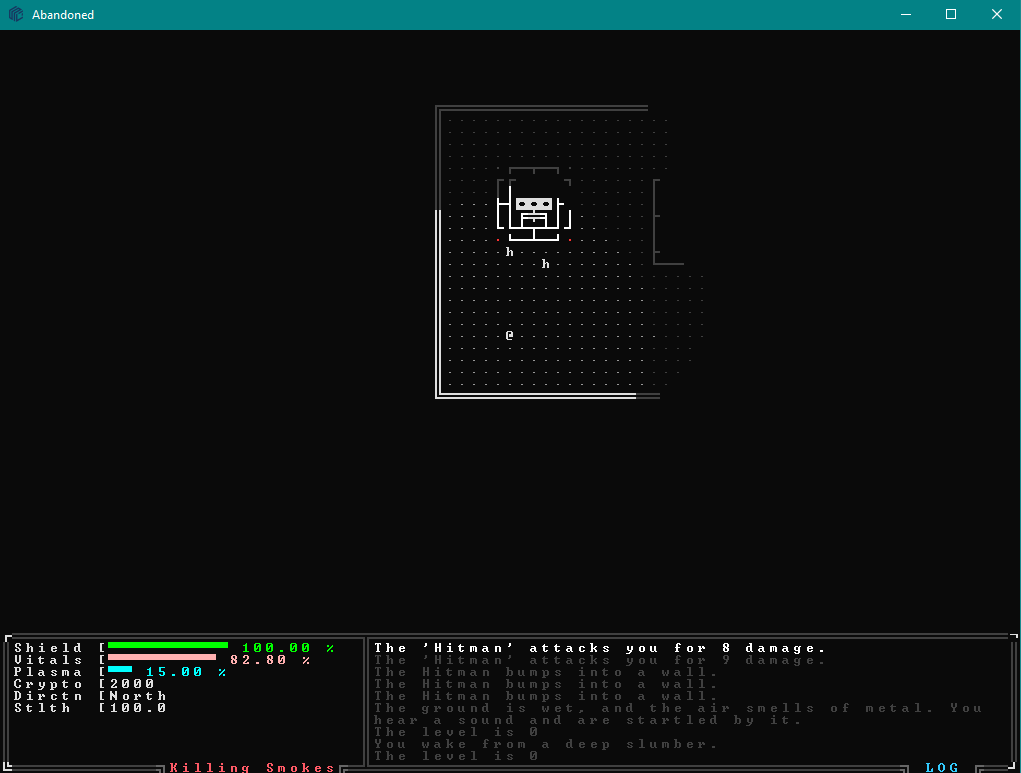 Abandoned
h
h
@
Shield [ 100.00 %
Vitals [ 82.80 %
Plasma [ 15.00 %
Crypto [2000
Dirctn [North
Stlth [100.0
Killing Smokes
The 'Hitman' attacks you for 8 damage.
The 'Hitman' attacks you for 9 damage.
The Hitman bumps into a wall.
The Hitman bumps into a wall.
The Hitman bumps into a wall.
The ground is wet, and the air smells of metal. You
hear a sound and are startled by it.
The level is 0
You wake from a deep slumber.
The level is 0
LOG